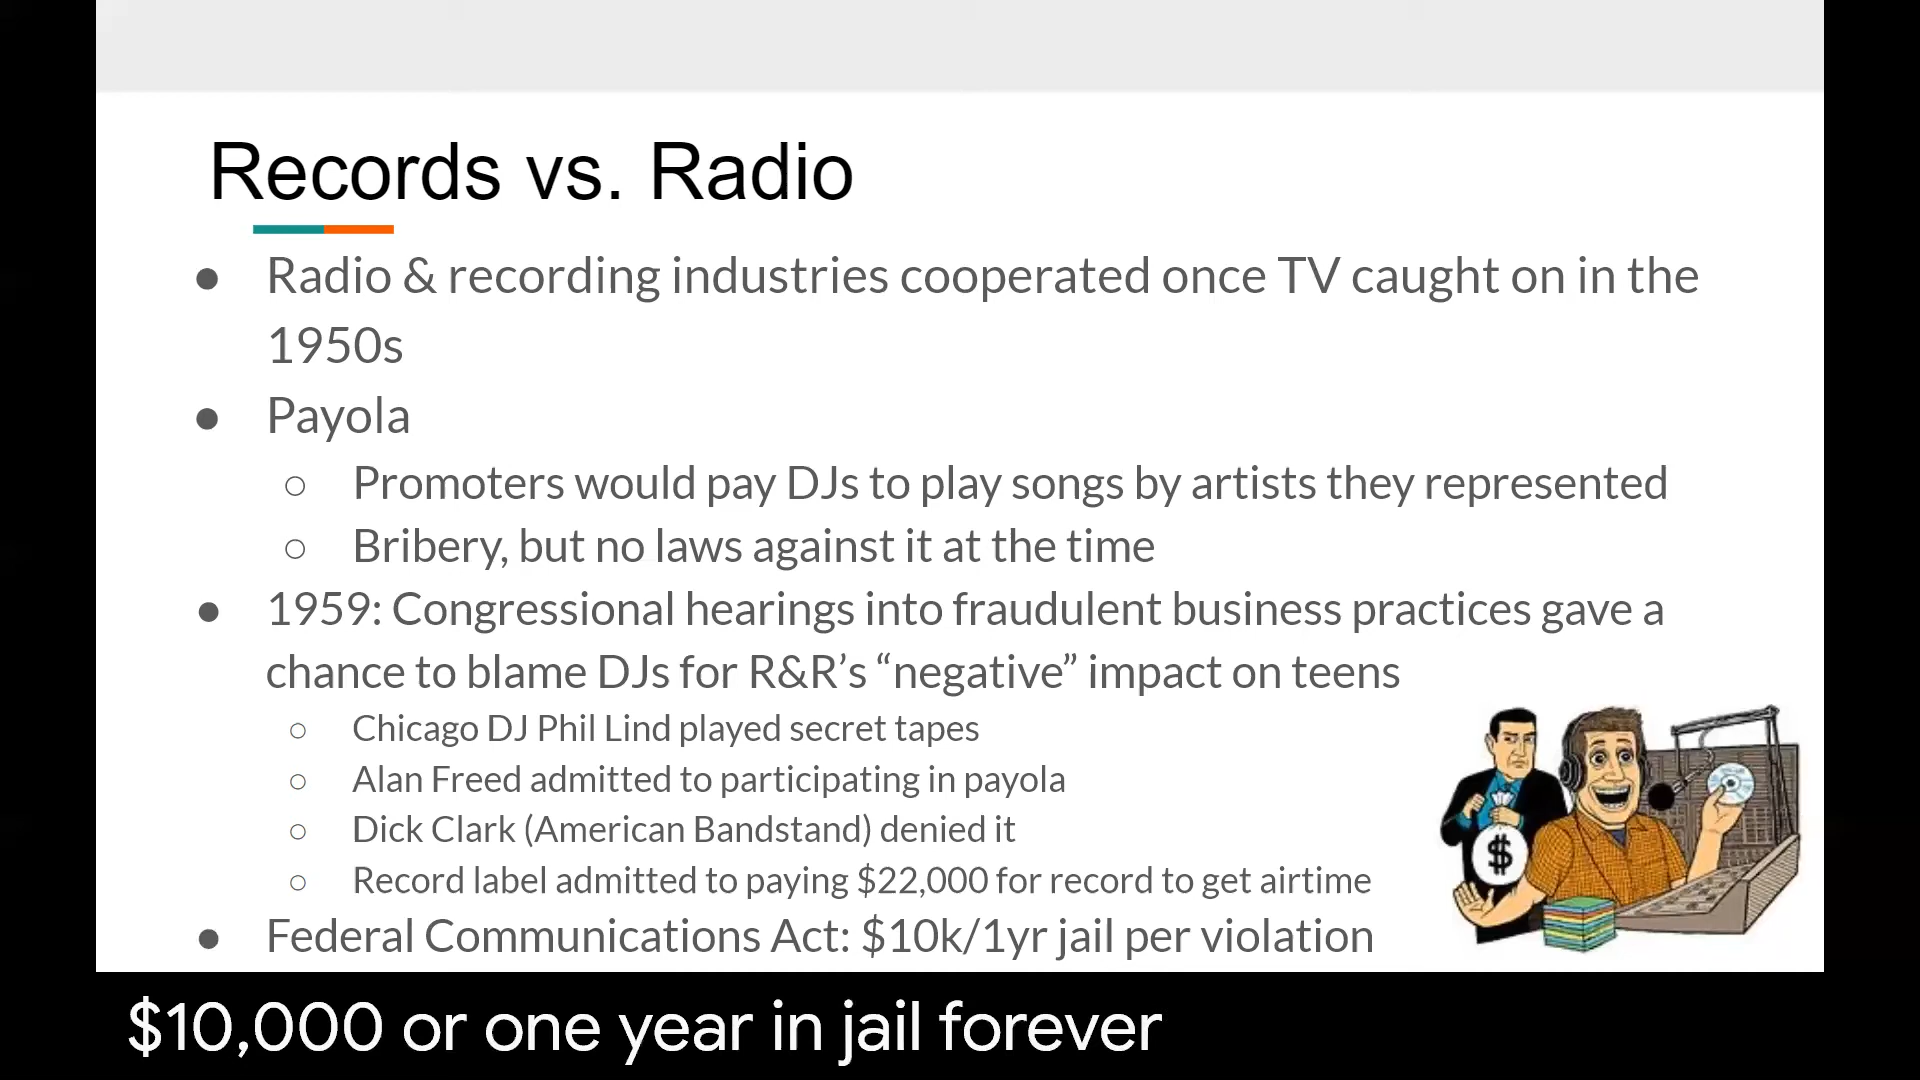 Records vs. Radio
● Radio & recording industries cooperated once TV caught on in the
1950s
● Payola
○ Promoters would pay DJs to play songs by artists they represented
○ Bribery, but no laws against it at the time
● 1959: Congressional hearings into fraudulent business practices gave a
chance to blame DJs for R&R’s “negative” impact on teens
○ Chicago DJ Phil Lind played secret tapes
○ Alan Freed admitted to participating in payola
○ Dick Clark (American Bandstand) denied it
○ Record label admitted to paying $22,000 for record to get airtime
$
● Federal Communications Act: $10k/1yr jail per violation
$10,000 or one year in jail forever